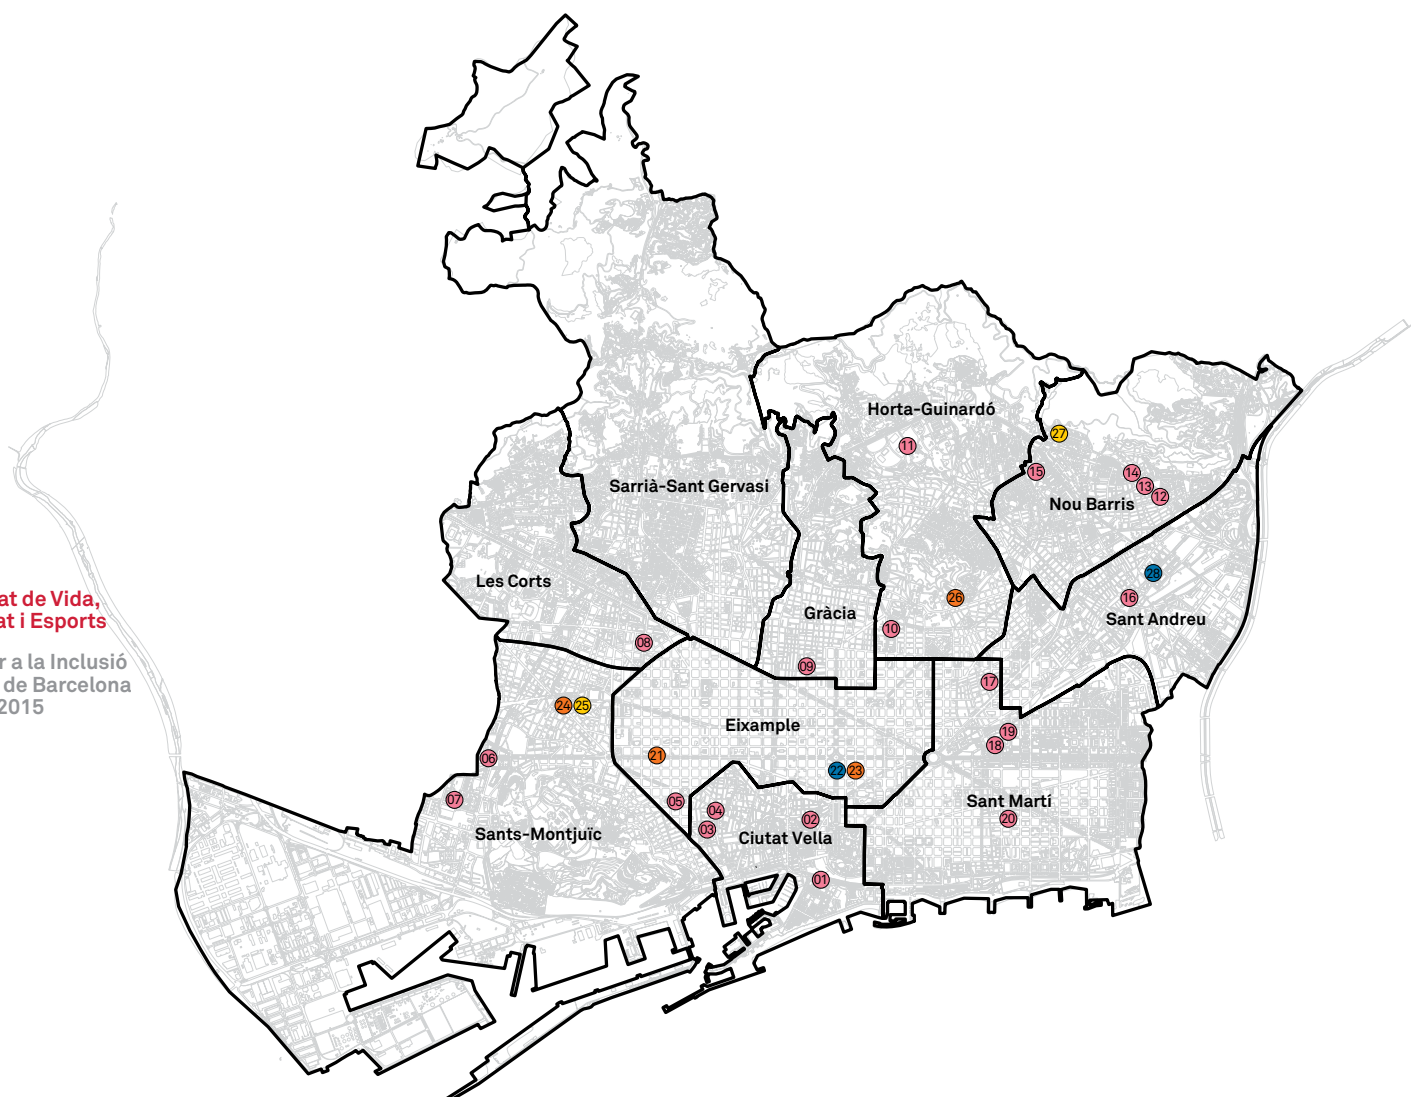 Horta-Guinardó
27
11
15
14
13
12
Sarrià-Sant Gervasi
Nou Barris
28
Les Corts
at de Vida,
at i Esports
26
16
Gràcia
Sant Andreu
10
08
r a la Inclusió
de Barcelona
2015
09
17
24
25
Eixample
19
18
06
21
22
23
07
05
04
03
02
Sant Martí
20
Sants-Montjuïc
Ciutat Vella
01